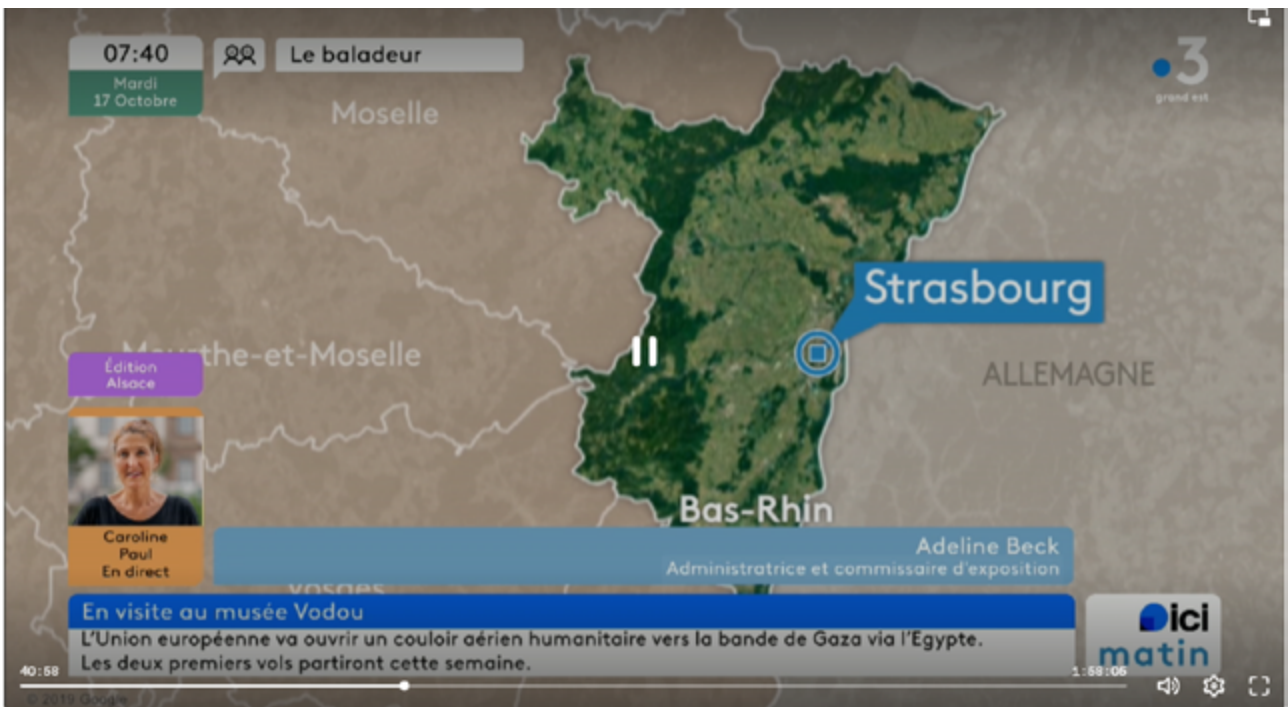 07:40
Mardi
17 Octobre
Le baladeur
3
grand est
Moselle
Strasbourg
Meurthe-et-Moselle
ALLEMAGNE
Édition
Alsace
Bas-Rhin
Caroline
Paul
En direct
Adeline Beck
Administratrice et commissaire d'exposition
Vosges
En visite au musée Vodou
L'Union européenne va ouvrir un couloir aérien humanitaire vers la bande de Gaza via l'Egypte.
Les deux premiers vols partiront cette semaine.
ici
matin
40:58
1:58:06
© 2019 Google